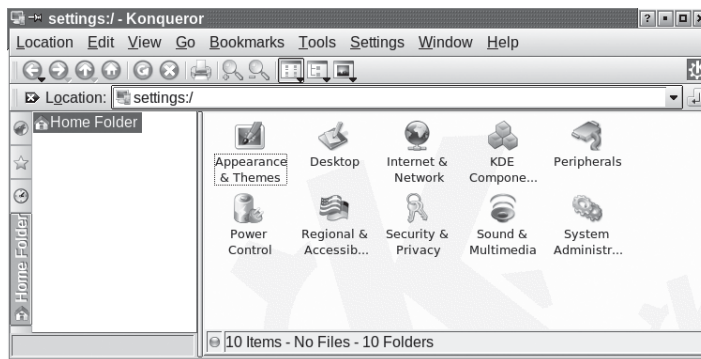 settings:/ - Konqueror
Location Edit View Go Bookmarks Tools Settings Window Help
Location: settings:/
Home Folder
Home Folder
Appearance & Themes
Desktop
Internet & Network
KDE Compone...
Peripherals
Power Control
Regional & Accessib...
Security & Privacy
Sound & Multimedia
System Administr...
10 Items - No Files - 10 Folders